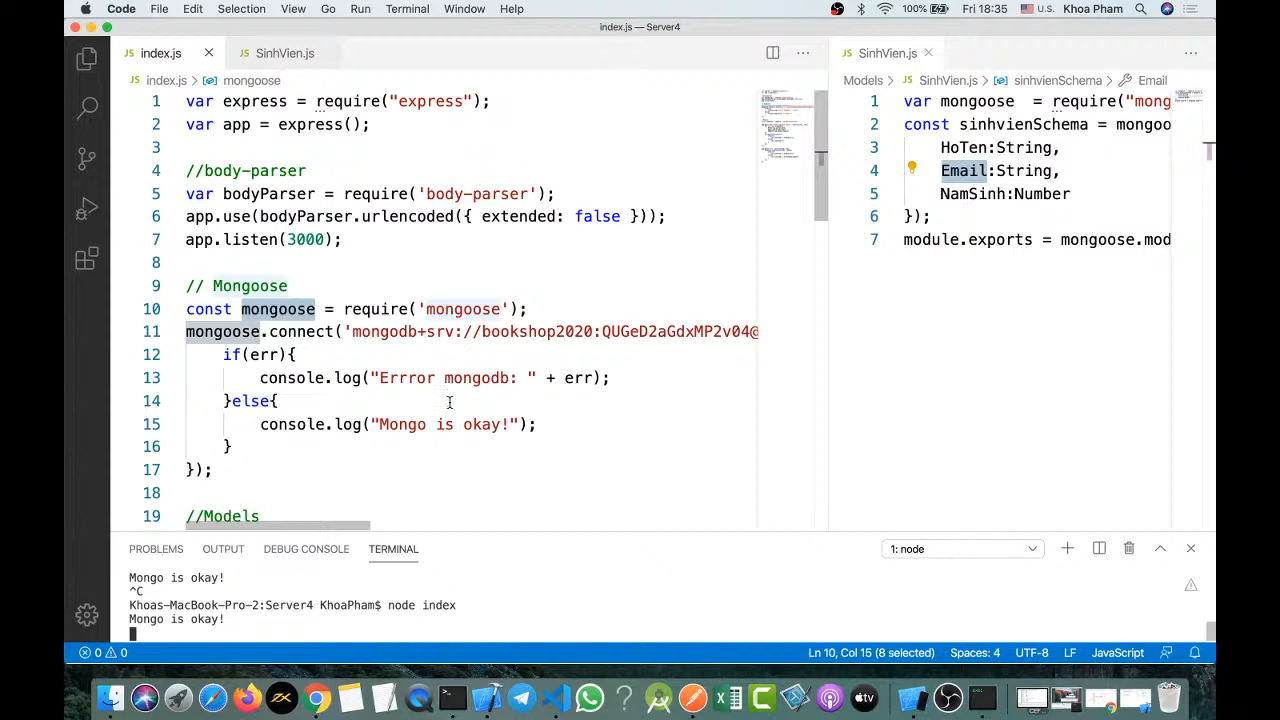 Code File Edit Selection View Go Run Terminal Window Help 100% Fri 18:35 U.S. Khoa Pham
index.js — Server4
JS index.js × JS SinhVien.js
JS index.js > mongoose
1 var express = require("express");
2 var app = express();
3
4 //body-parser
5 var bodyParser = require('body-parser');
6 app.use(bodyParser.urlencoded({ extended: false }));
7 app.listen(3000);
8
9 // Mongoose
10 const mongoose = require('mongoose');
11 mongoose.connect('mongodb+srv://bookshop2020:QUGeD2aGdxMP2v04@
12 if(err){
13 console.log("Errror mongodb: " + err);
14 }else{
15 console.log("Mongo is okay!");
16 }
17 });
18
19 //Models
JS SinhVien.js ×
Models > JS SinhVien.js > sinhvienSchema > Email
1 var mongoose = require("mong
2 const sinhvienSchema = mongoo
3 HoTen:String,
4 Email:String,
5 NamSinh:Number
6 });
7 module.exports = mongoose.mod
PROBLEMS OUTPUT DEBUG CONSOLE TERMINAL 1: node
Mongo is okay!
^C
Khoas-MacBook-Pro-2:Server4 KhoaPham$ node index
Mongo is okay!
0 0 Ln 10, Col 15 (8 selected) Spaces: 4 UTF-8 LF JavaScript
tv